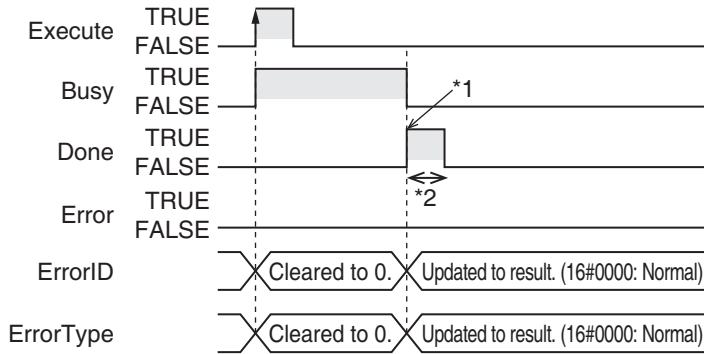 Execute TRUE
FALSE
Busy TRUE
FALSE
*1
Done TRUE
FALSE
*2
Error TRUE
FALSE
ErrorID Cleared to 0. Updated to result. (16#0000: Normal)
ErrorType Cleared to 0. Updated to result. (16#0000: Normal)